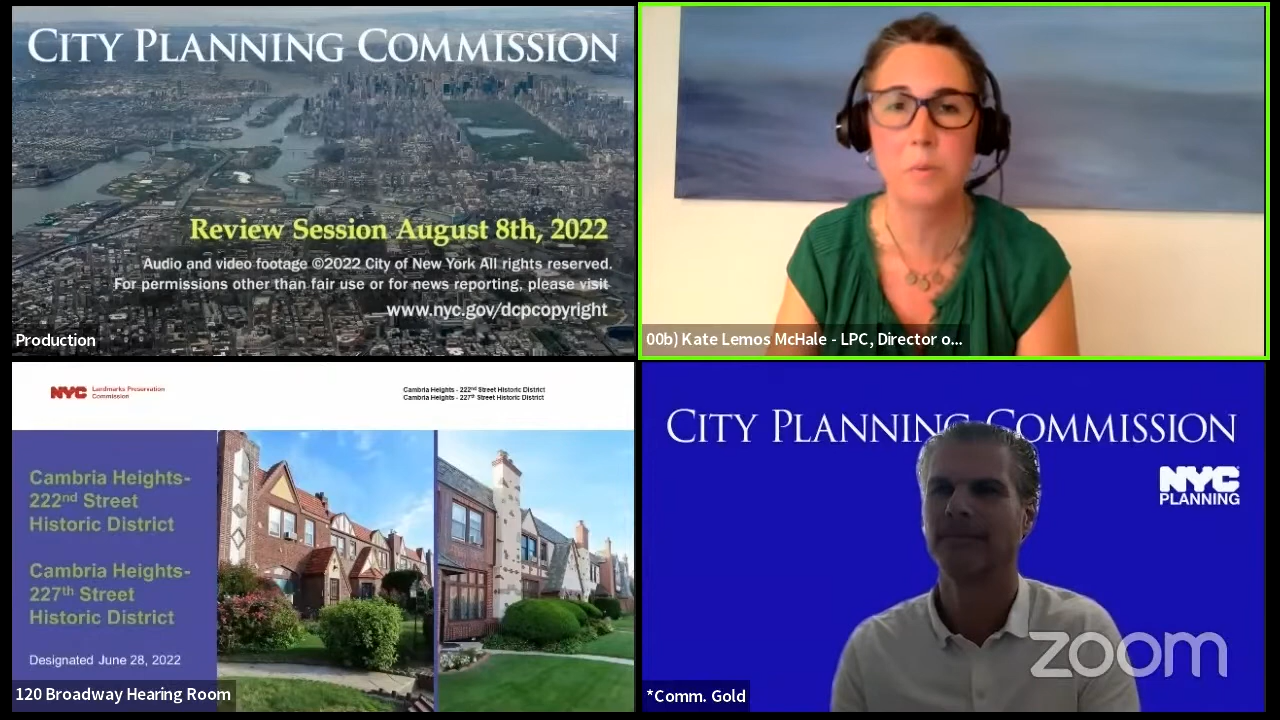 CITY PLANNING COMMISSION
Review Session August 8th, 2022
Audio and video footage ©2022 City of New York All rights reserved.
For permissions other than fair use or for news reporting, please visit
www.nyc.gov/dcpcopyright
Production
00b) Kate Lemos McHale - LPC, Director o...
NYC Landmarks Preservation
Commission
Cambria Heights - 222nd Street Historic District
Cambria Heights - 227th Street Historic District
Cambria Heights-
222nd Street
Historic District
Cambria Heights-
227th Street
Historic District
Designated June 28, 2022
120 Broadway Hearing Room
CITY PLANNING COMMISSION
NYC
PLANNING
zoom
*Comm. Gold